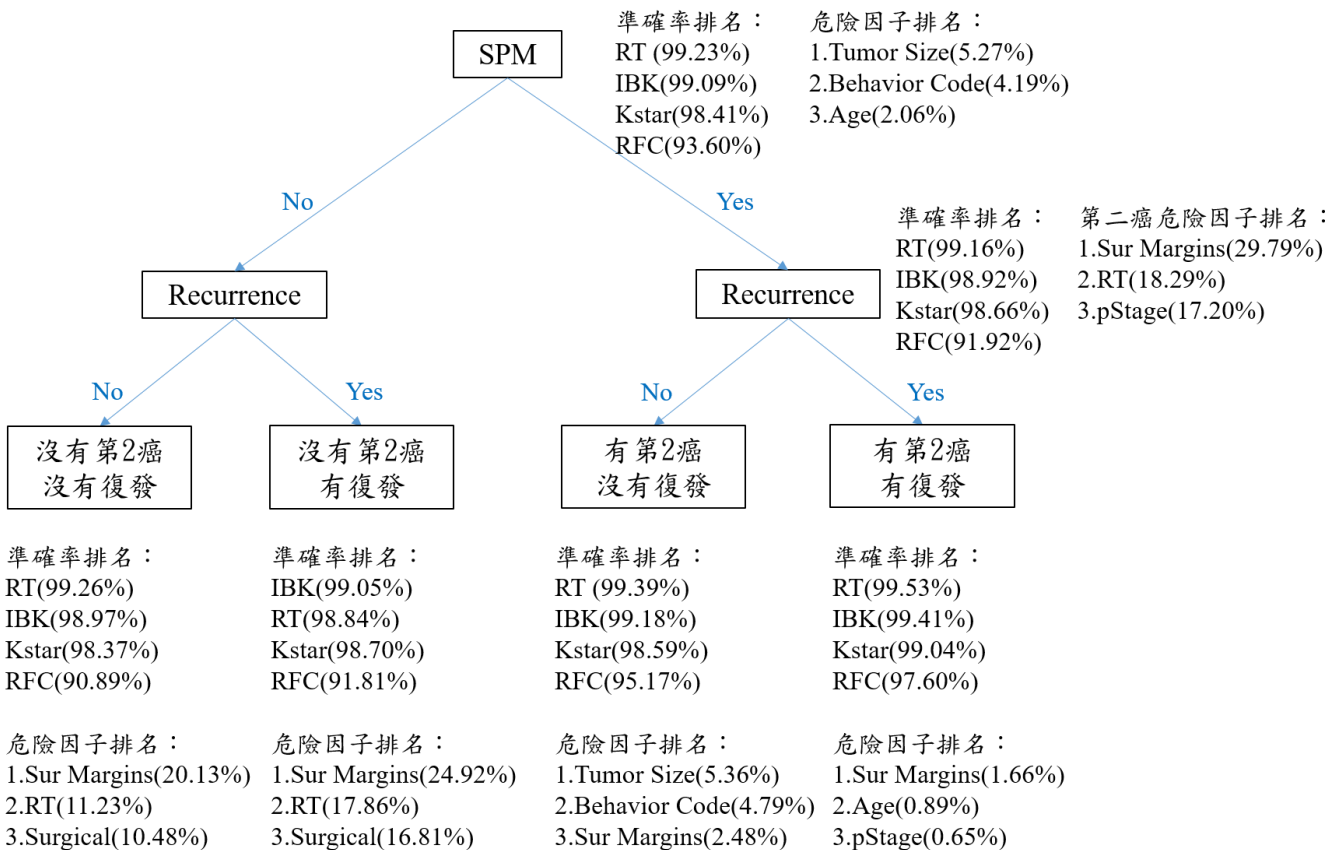 SPM
準確率排名：
RT (99.23%)
IBK(99.09%)
Kstar(98.41%)
RFC(93.60%)
危險因子排名：
1.Tumor Size(5.27%)
2.Behavior Code(4.19%)
3.Age(2.06%)
No
Yes
準確率排名：
RT(99.16%)
IBK(98.92%)
Kstar(98.66%)
RFC(91.92%)
第二癌危險因子排名：
1.Sur Margins(29.79%)
2.RT(18.29%)
3.pStage(17.20%)
Recurrence
Recurrence
No
Yes
No
Yes
沒有第2癌
沒有復發
沒有第2癌
有復發
有第2癌
沒有復發
有第2癌
有復發
準確率排名：
RT(99.26%)
IBK(98.97%)
Kstar(98.37%)
RFC(90.89%)
準確率排名：
IBK(99.05%)
RT(98.84%)
Kstar(98.70%)
RFC(91.81%)
準確率排名：
RT (99.39%)
IBK(99.18%)
Kstar(98.59%)
RFC(95.17%)
準確率排名：
RT(99.53%)
IBK(99.41%)
Kstar(99.04%)
RFC(97.60%)
危險因子排名：
1.Sur Margins(20.13%)
2.RT(11.23%)
3.Surgical(10.48%)
危險因子排名：
1.Sur Margins(24.92%)
2.RT(17.86%)
3.Surgical(16.81%)
危險因子排名：
1.Tumor Size(5.36%)
2.Behavior Code(4.79%)
3.Sur Margins(2.48%)
危險因子排名：
1.Sur Margins(1.66%)
2.Age(0.89%)
3.pStage(0.65%)